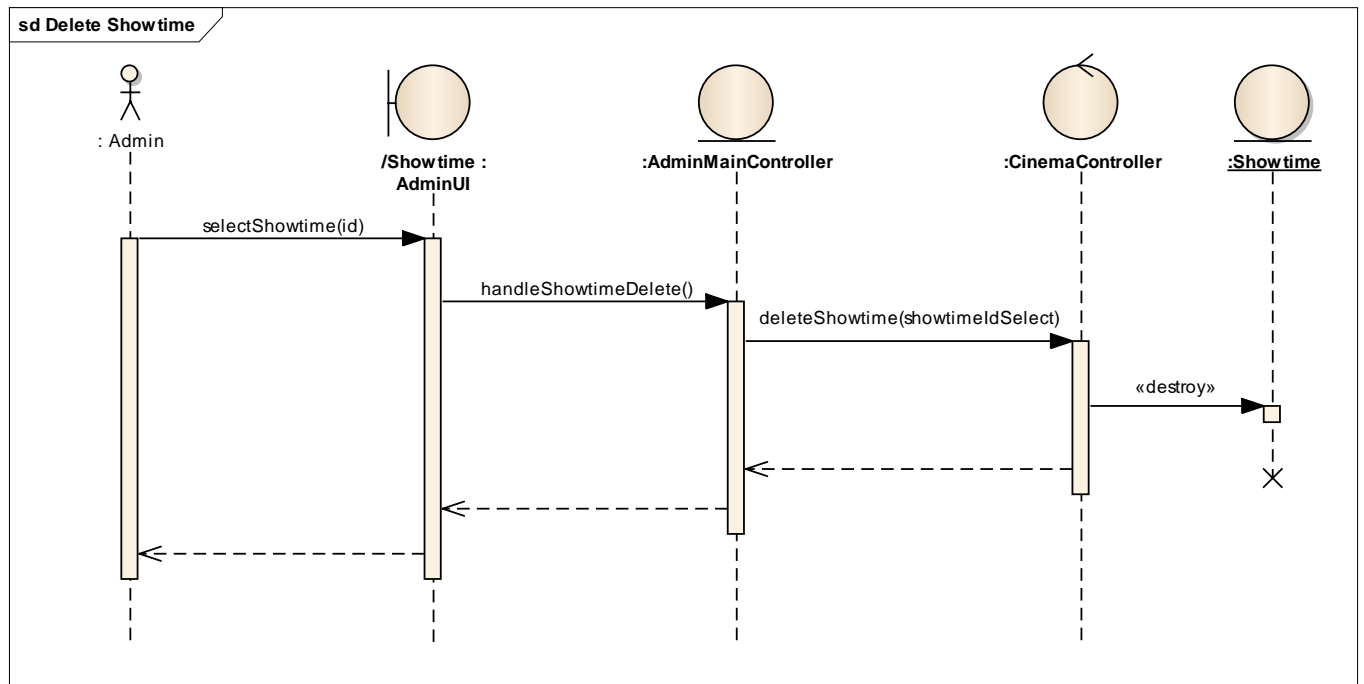 sd Delete Showtime
: Admin
/Showtime :
AdminUI
:AdminMainController
:CinemaController
:Showtime
selectShowtime(id)
handleShowtimeDelete()
deleteShowtime(showtimeIdSelect)
«destroy»